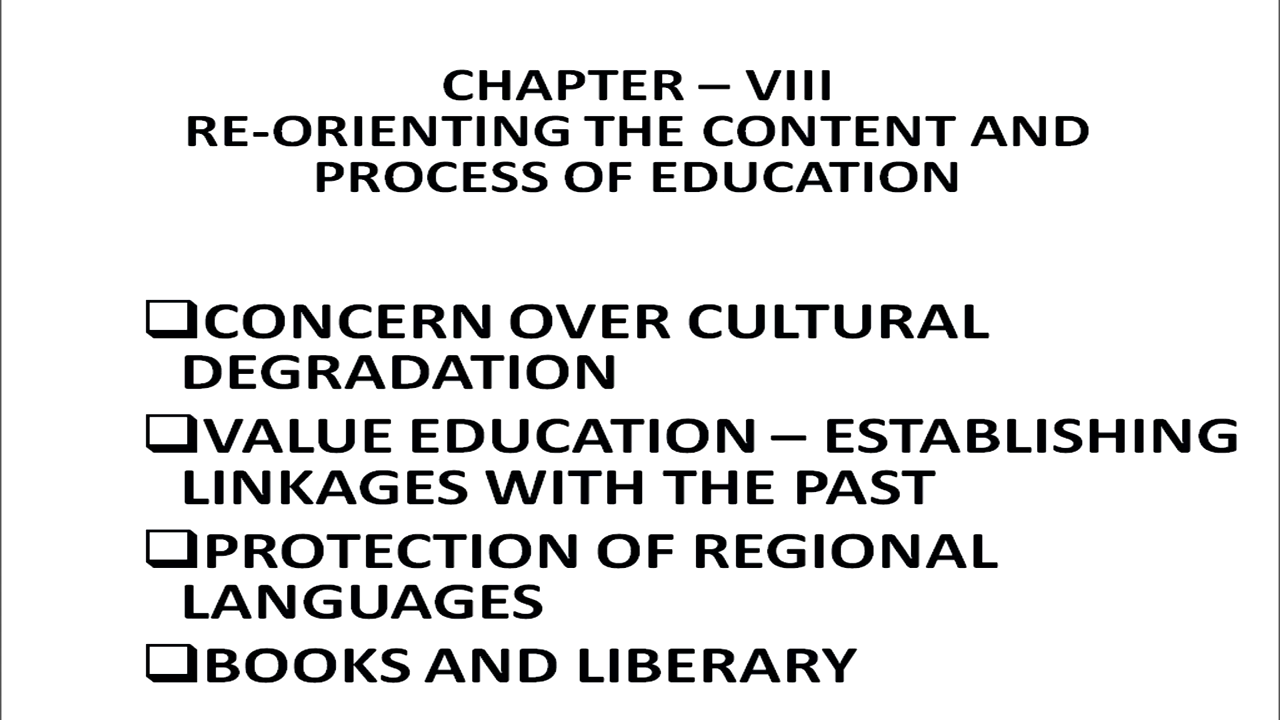 CHAPTER – VIII
RE-ORIENTING THE CONTENT AND
PROCESS OF EDUCATION
❑CONCERN OVER CULTURAL
DEGRADATION
❑VALUE EDUCATION – ESTABLISHING
LINKAGES WITH THE PAST
❑PROTECTION OF REGIONAL
LANGUAGES
❑BOOKS AND LIBERARY